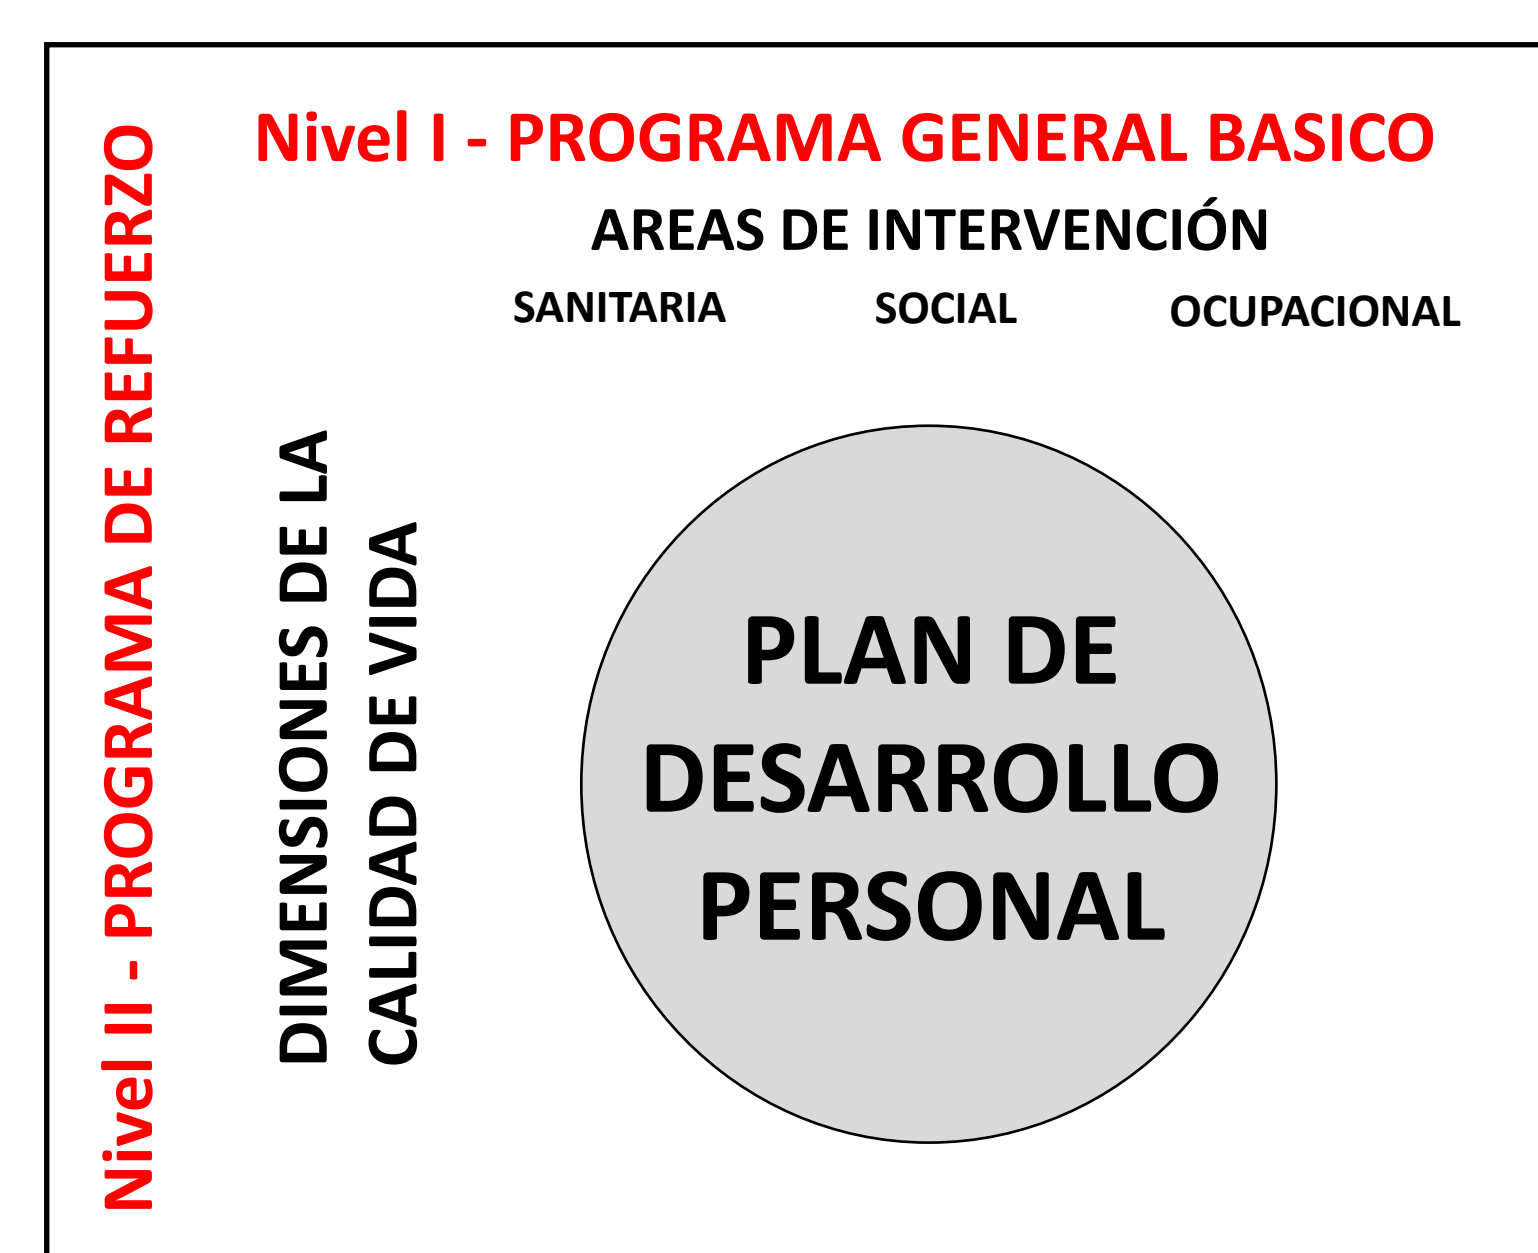 Nivel I - PROGRAMA GENERAL BASICO
AREAS DE INTERVENCIÓN
SANITARIA SOCIAL OCUPACIONAL
Nivel II - PROGRAMA DE REFUERZO
DIMENSIONES DE LA
CALIDAD DE VIDA
PLAN DE
DESARROLLO
PERSONAL